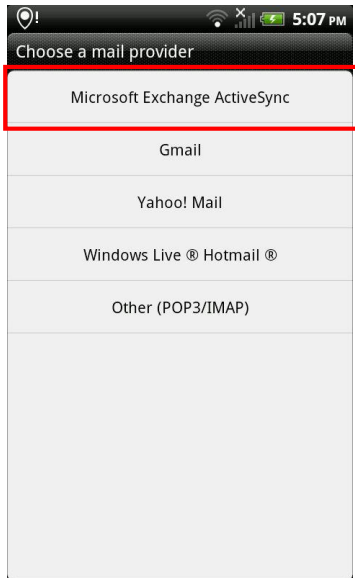 5:07 PM
Choose a mail provider
Microsoft Exchange ActiveSync
Gmail
Yahoo! Mail
Windows Live ® Hotmail ®
Other (POP3/IMAP)